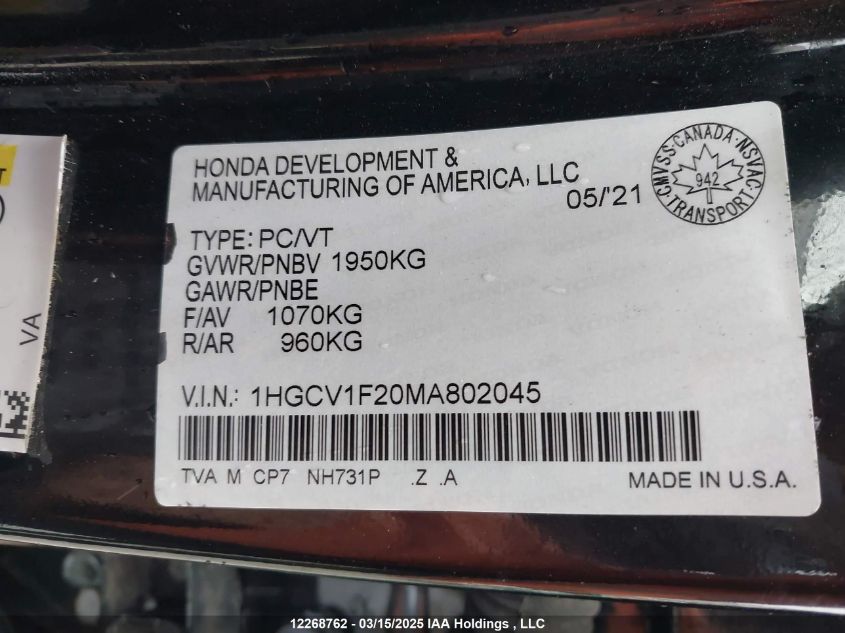 HONDA DEVELOPMENT &
MANUFACTURING OF AMERICA, LLC
05/'21
CMVSS·CANADA·NSVAC·TRANSPORT
942
TYPE: PC/VT
GVWR/PNBV 1950KG
GAWR/PNBE
F/AV 1070KG
R/AR 960KG
V.I.N.: 1HGCV1F20MA802045
TVA M CP7 NH731P .Z .A
MADE IN U.S.A.
VA
12268762 - 03/15/2025 IAA Holdings , LLC